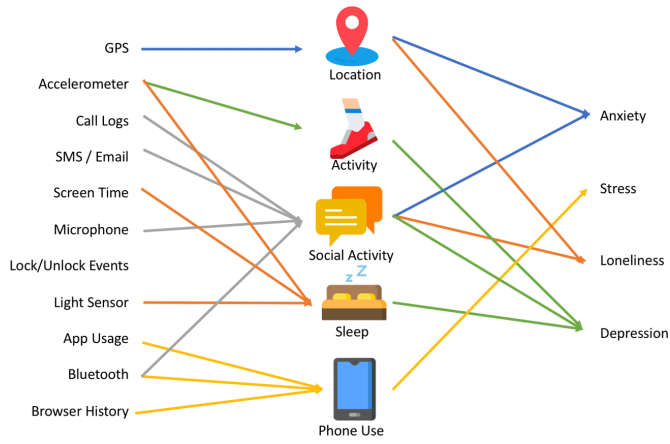 GPS
Accelerometer
Call Logs
SMS / Email
Screen Time
Microphone
Lock/Unlock Events
Light Sensor
App Usage
Bluetooth
Browser History
Location
Activity
Social Activity
z Z
Sleep
Phone Use
Anxiety
Stress
Loneliness
Depression